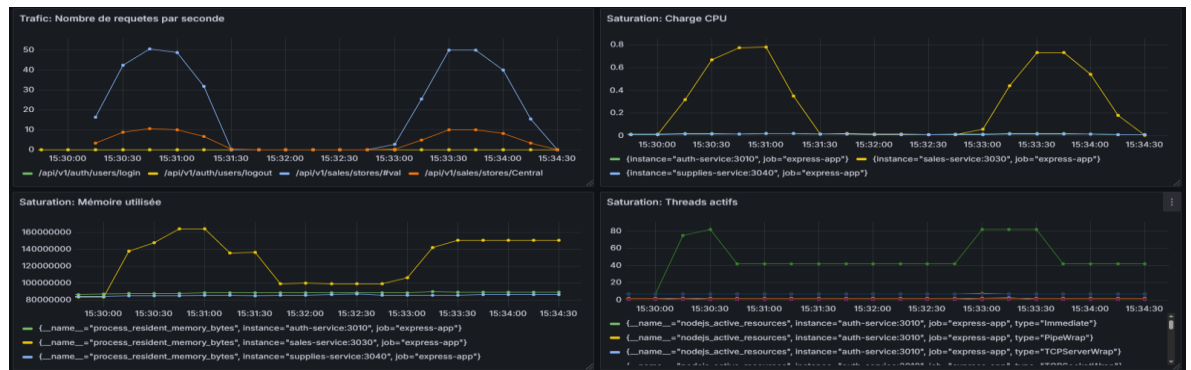 Trafic: Nombre de requetes par seconde
50
40
30
20
10
0
15:30:00 15:30:30 15:31:00 15:31:30 15:32:00 15:32:30 15:33:00 15:33:30 15:34:00 15:34:30
/api/v1/auth/users/login /api/v1/auth/users/logout /api/v1/sales/stores/#val /api/v1/sales/stores/Central
Saturation: Charge CPU
0.8
0.6
0.4
0.2
0
15:30:00 15:30:30 15:31:00 15:31:30 15:32:00 15:32:30 15:33:00 15:33:30 15:34:00 15:34:30
{instance="auth-service:3010", job="express-app"} {instance="sales-service:3030", job="express-app"}
{instance="supplies-service:3040", job="express-app"}
Saturation: Mémoire utilisée
160000000
140000000
120000000
100000000
80000000
15:30:00 15:30:30 15:31:00 15:31:30 15:32:00 15:32:30 15:33:00 15:33:30 15:34:00 15:34:30
{__name__="process_resident_memory_bytes", instance="auth-service:3010", job="express-app"}
{__name__="process_resident_memory_bytes", instance="sales-service:3030", job="express-app"}
{__name__="process_resident_memory_bytes", instance="supplies-service:3040", job="express-app"}
Saturation: Threads actifs
80
60
40
20
0
15:30:00 15:30:30 15:31:00 15:31:30 15:32:00 15:32:30 15:33:00 15:33:30 15:34:00 15:34:30
{__name__="nodejs_active_resources", instance="auth-service:3010", job="express-app", type="Immediate"}
{__name__="nodejs_active_resources", instance="auth-service:3010", job="express-app", type="PipeWrap"}
{__name__="nodejs_active_resources", instance="auth-service:3010", job="express-app", type="TCPServerWrap"}